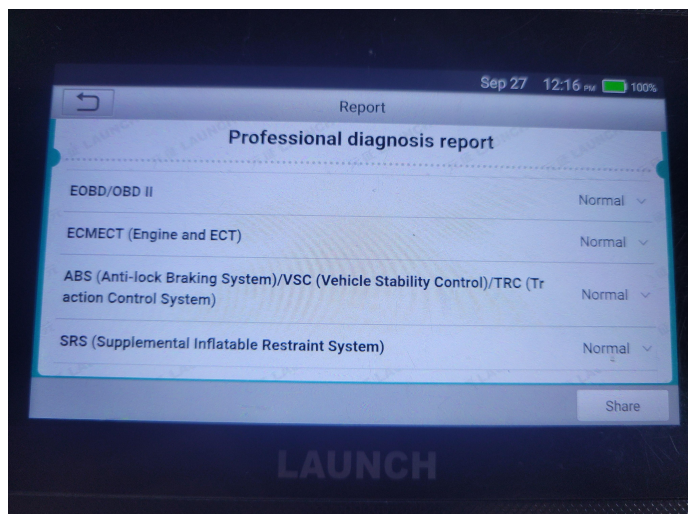 Sep 27 12:16 PM 100%
Report
Professional diagnosis report
EOBD/OBD II Normal
ECMECT (Engine and ECT) Normal
ABS (Anti-lock Braking System)/VSC (Vehicle Stability Control)/TRC (Tr
action Control System) Normal
SRS (Supplemental Inflatable Restraint System) Normal
Share
LAUNCH